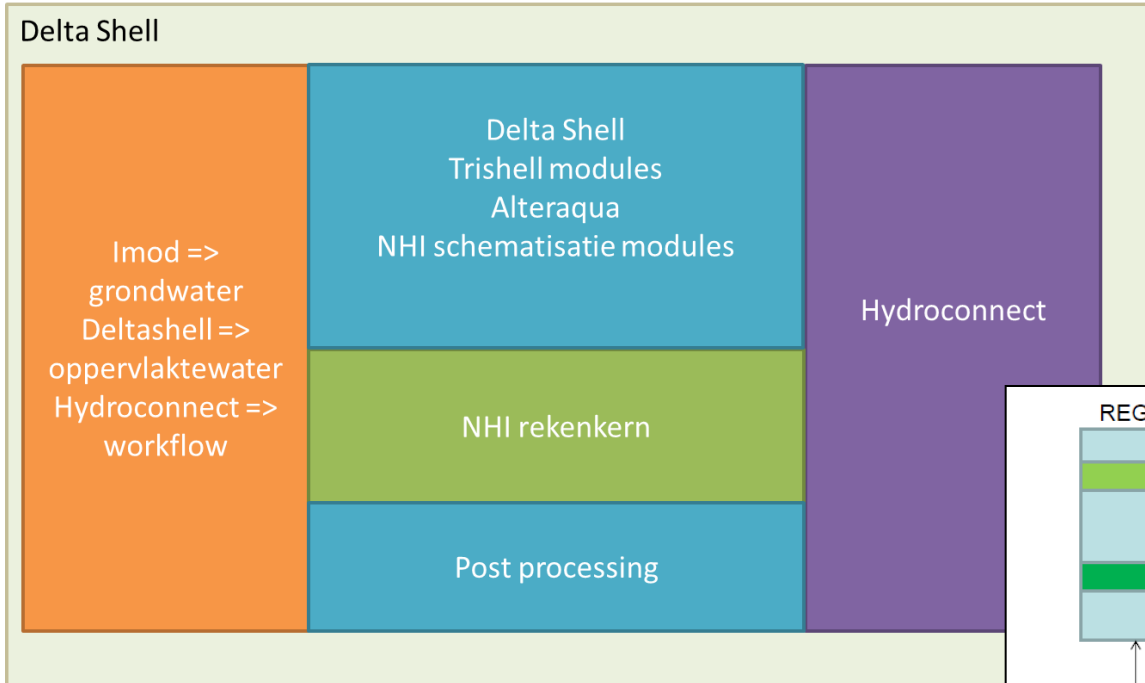 Delta Shell
Imod =>
grondwater
Deltashell =>
oppervlaktewater
Hydroconnect =>
workflow
Delta Shell
Trishell modules
Alteraqua
NHI schematisatie modules
NHI rekenkern
Post processing
Hydroconnect
REG